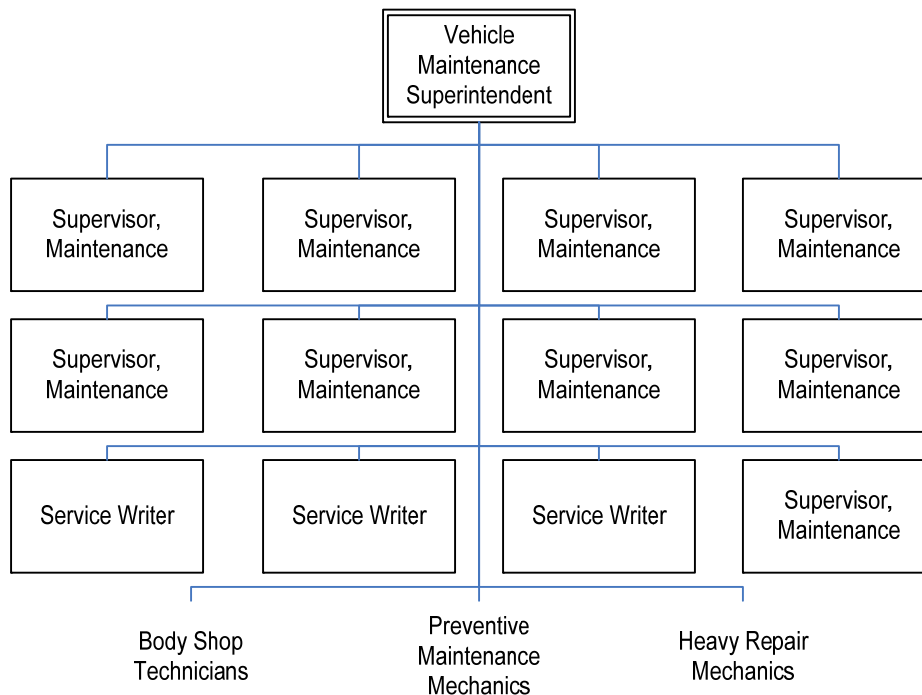 Vehicle
Maintenance
Superintendent
Supervisor,
Maintenance
Supervisor,
Maintenance
Supervisor,
Maintenance
Supervisor,
Maintenance
Supervisor,
Maintenance
Supervisor,
Maintenance
Supervisor,
Maintenance
Supervisor,
Maintenance
Service Writer
Service Writer
Service Writer
Supervisor,
Maintenance
Body Shop
Technicians
Preventive
Maintenance
Mechanics
Heavy Repair
Mechanics